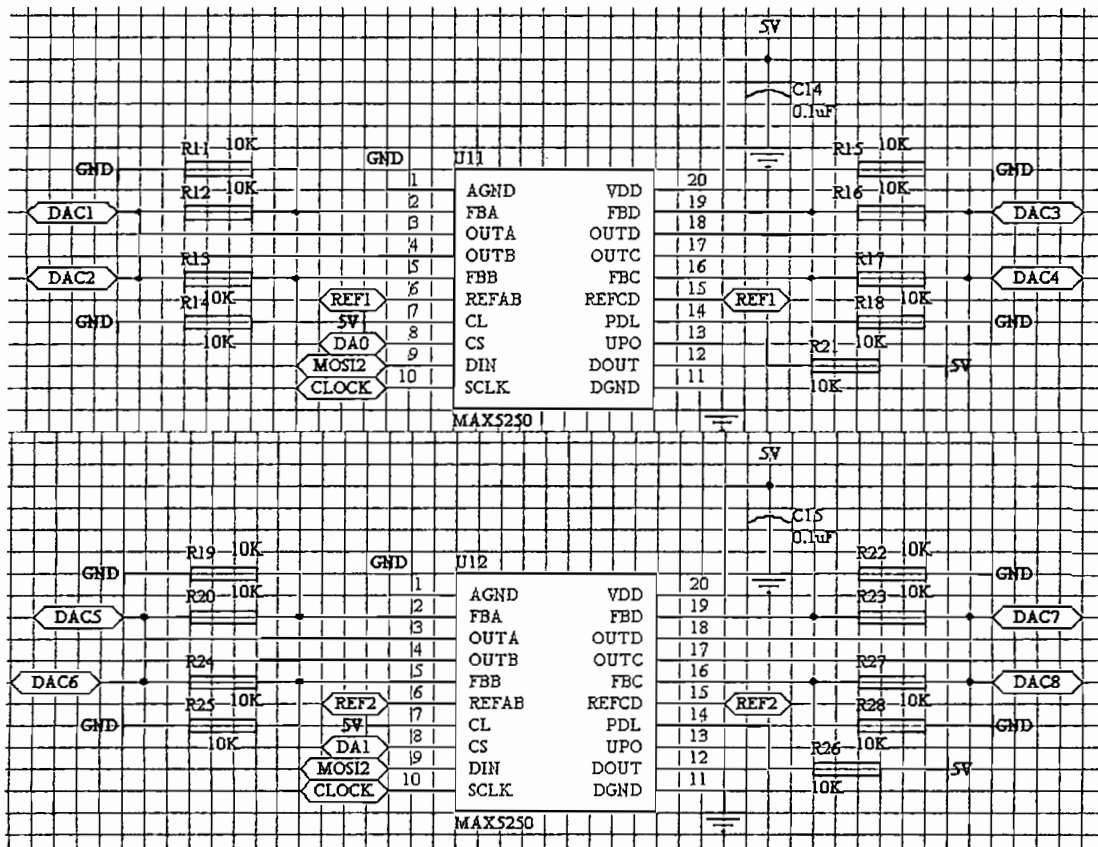 5V
C14
0.1uF
R11 10K
GND
U11
R15 10K
GND
GND
R12 10K
1 AGND VDD 20
R16 10K
DAC1
2 FBA FBD 19
DAC3
3 OUTA OUTD 18
4 OUTB OUTC 17
R13
R17
DAC2
5 FBB FBC 16
DAC4
R14 10K
REF1
6 REFAB REFCD 15
REF1
R18 10K
GND
5V
7 CL PDL 14
GND
10K
DA0
8 CS UPO 13
R21 10K
MOSI2
9 DIN DOUT 12
5V
10K
CLOCK
10 SCLK DGND 11
MAX5250
5V
C15
0.1uF
R19 10K
GND
U12
R22 10K
GND
GND
R20 10K
1 AGND VDD 20
R23 10K
DAC5
2 FBA FBD 19
DAC7
3 OUTA OUTD 18
4 OUTB OUTC 17
R24
R27
DAC6
5 FBB FBC 16
DAC8
R25 10K
REF2
6 REFAB REFCD 15
REF2
R28 10K
GND
5V
7 CL PDL 14
GND
10K
DA1
8 CS UPO 13
R26 10K
MOSI2
9 DIN DOUT 12
5V
10K
CLOCK
10 SCLK DGND 11
MAX5250